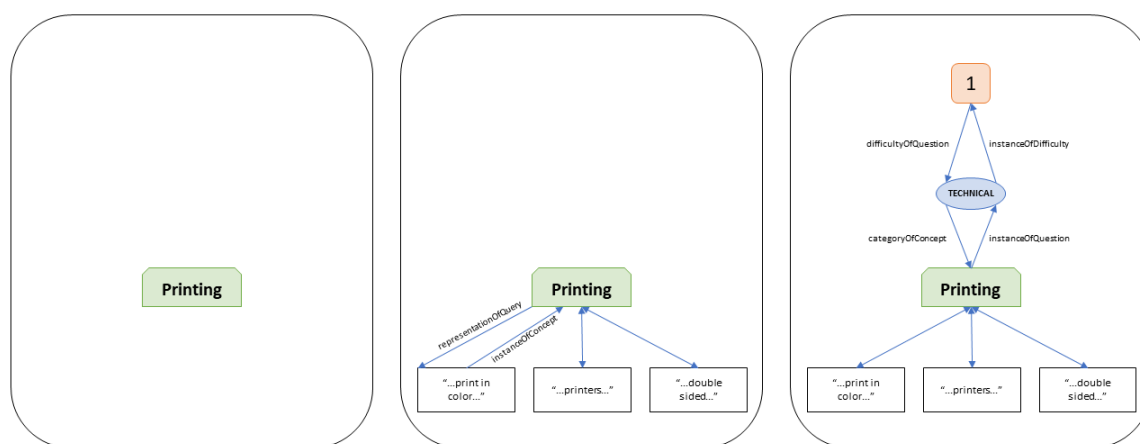 Printing
Printing
representationOfQuery
instanceOfConcept
“...print in
color...”
“...printers...”
“...double
sided...”
1
difficultyOfQuestion
instanceOfDifficulty
TECHNICAL
categoryOfConcept
instanceOfQuestion
Printing
“...print in
color...”
“...printers...”
“...double
sided...”